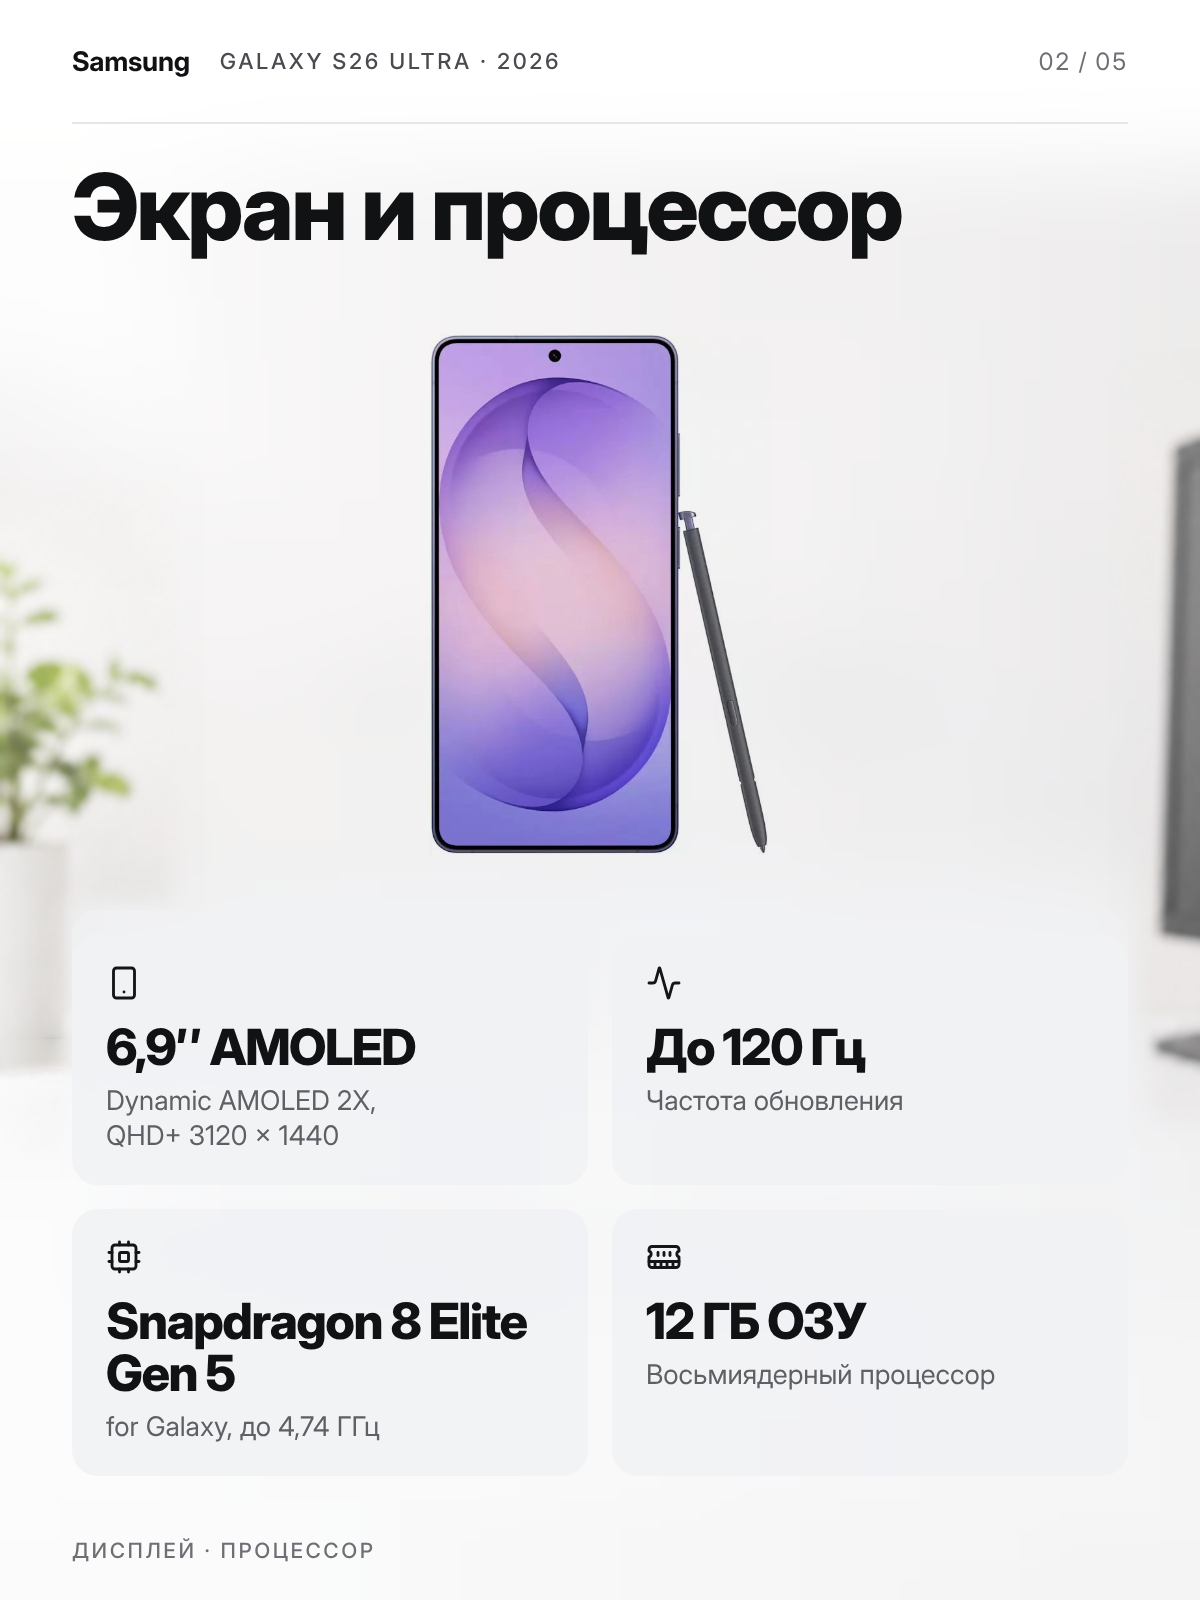 Samsung GALAXY S26 ULTRA · 2026 02 / 05
Экран и процессор
6,9″ AMOLED
Dynamic AMOLED 2X,
QHD+ 3120 × 1440
До 120 Гц
Частота обновления
Snapdragon 8 Elite
Gen 5
for Galaxy, до 4,74 ГГц
12 ГБ ОЗУ
Восьмиядерный процессор
ДИСПЛЕЙ · ПРОЦЕССОР